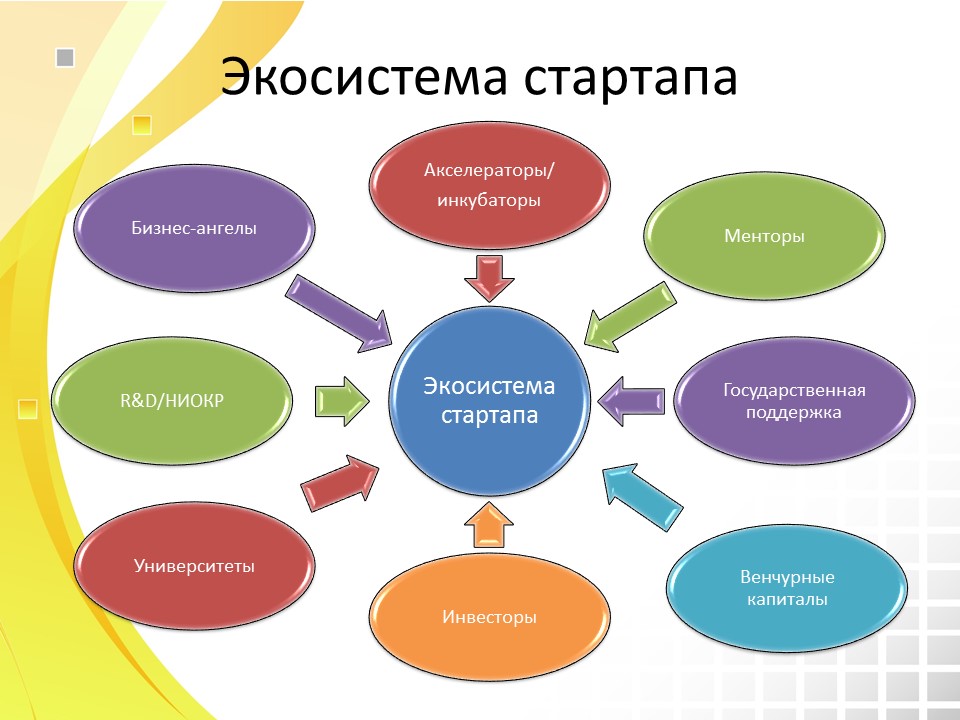 Экосистема стартапа
Акселераторы/
инкубаторы
Бизнес-ангелы
Менторы
R&D/НИОКР
Экосистема
стартапа
Государственная
поддержка
Университеты
Инвесторы
Венчурные
капиталы